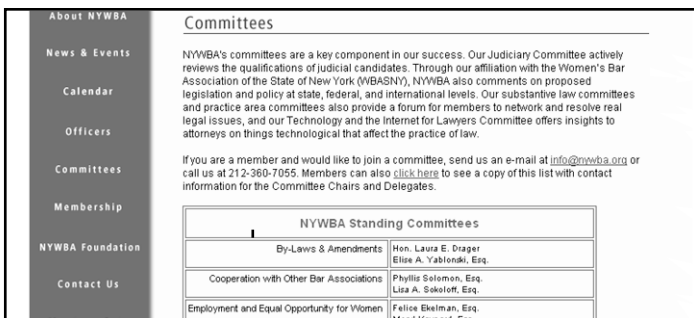 About NYWBA
News & Events
Calendar
Officers
Committees
Membership
NYWBA Foundation
Contact Us
Committees
NYWBA's committees are a key component in our success. Our Judiciary Committee actively
reviews the qualifications of judicial candidates. Through our affiliation with the Women's Bar
Association of the State of New York (WBASNY), NYWBA also comments on proposed
legislation and policy at state, federal, and international levels. Our substantive law committees
and practice area committees also provide a forum for members to network and resolve real
legal issues, and our Technology and the Internet for Lawyers Committee offers insights to
attorneys on things technological that affect the practice of law.
If you are a member and would like to join a committee, send us an e-mail at info@nywba.org or
call us at 212-360-7055. Members can also click here to see a copy of this list with contact
information for the Committee Chairs and Delegates.
NYWBA Standing Committees
By-Laws & Amendments
Hon. Laura E. Drager
Elise A. Yablonski, Esq.
Cooperation with Other Bar Associations
Phyllis Solomon, Esq.
Lisa A. Sokoloff, Esq.
Employment and Equal Opportunity for Women
Felice Ekelman, Esq.